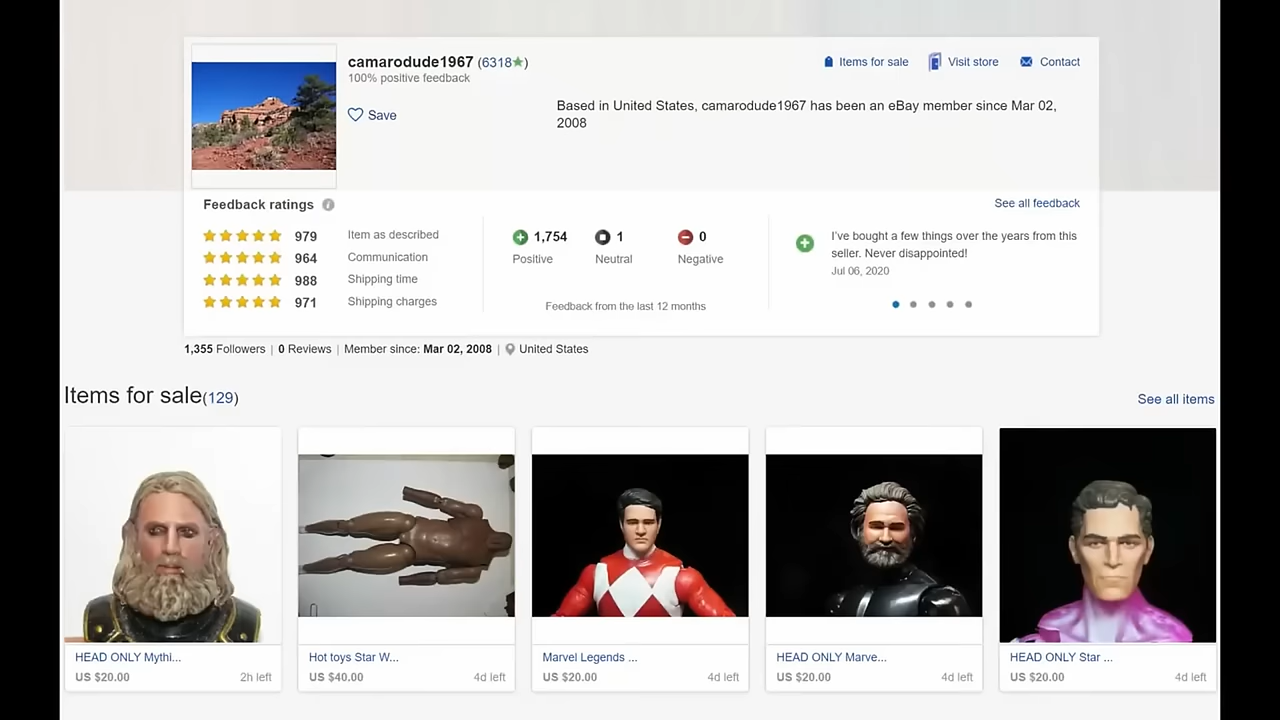 camarodude1967 (6318★)
100% positive feedback
Save
Items for sale
Visit store
Contact
Based in United States, camarodude1967 has been an eBay member since Mar 02,
2008
Feedback ratings
See all feedback
979 Item as described
964 Communication
988 Shipping time
971 Shipping charges
1,754
Positive
1
Neutral
0
Negative
Feedback from the last 12 months
I've bought a few things over the years from this
seller. Never disappointed!
Jul 06, 2020
1,355 Followers | 0 Reviews | Member since: Mar 02, 2008 | United States
Items for sale(129)
See all items
HEAD ONLY Mythi...
US $20.00 2h left
Hot toys Star W...
US $40.00 4d left
Marvel Legends ...
US $20.00 4d left
HEAD ONLY Marve...
US $20.00 4d left
HEAD ONLY Star ...
US $20.00 4d left